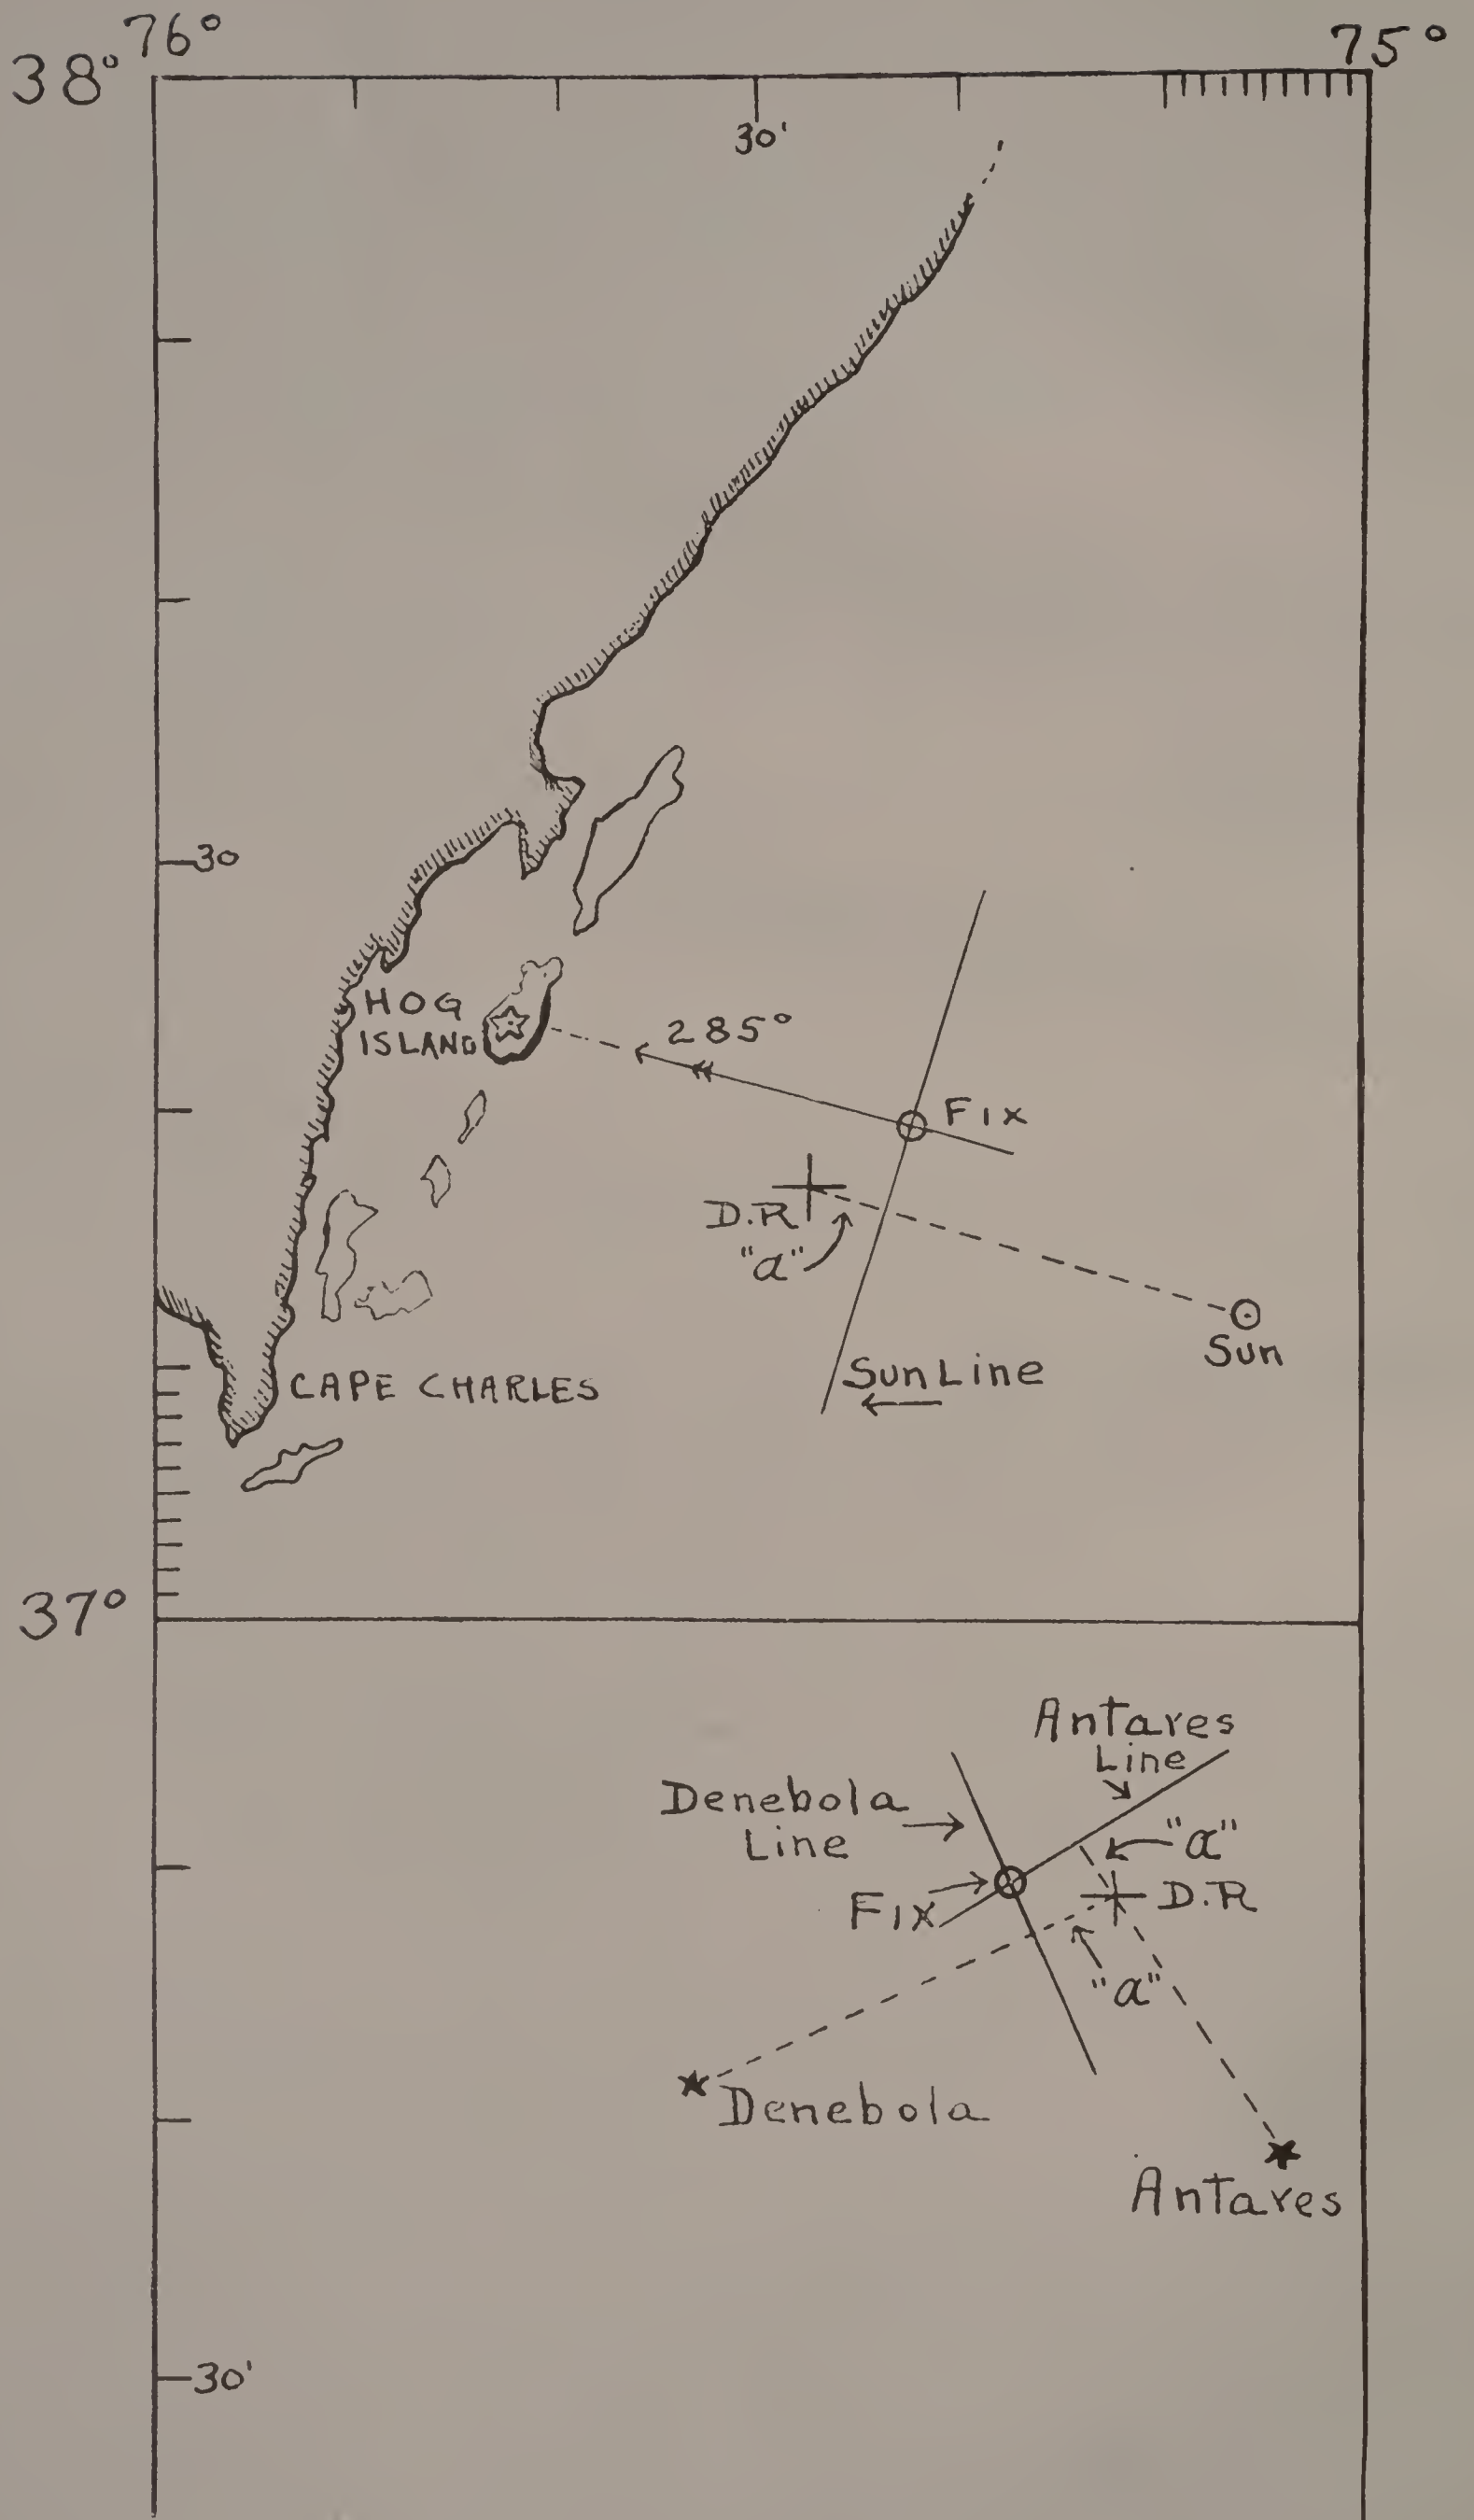 76°
75°
38°
30'
30
HOG
ISLAND
285°
FIX
D.R
"a"
Sun
Sun Line
CAPE CHARLES
37°
Antares
Line
Denebola
Line
"a"
FIX
D.R
"a"
Denebola
Antares
30'